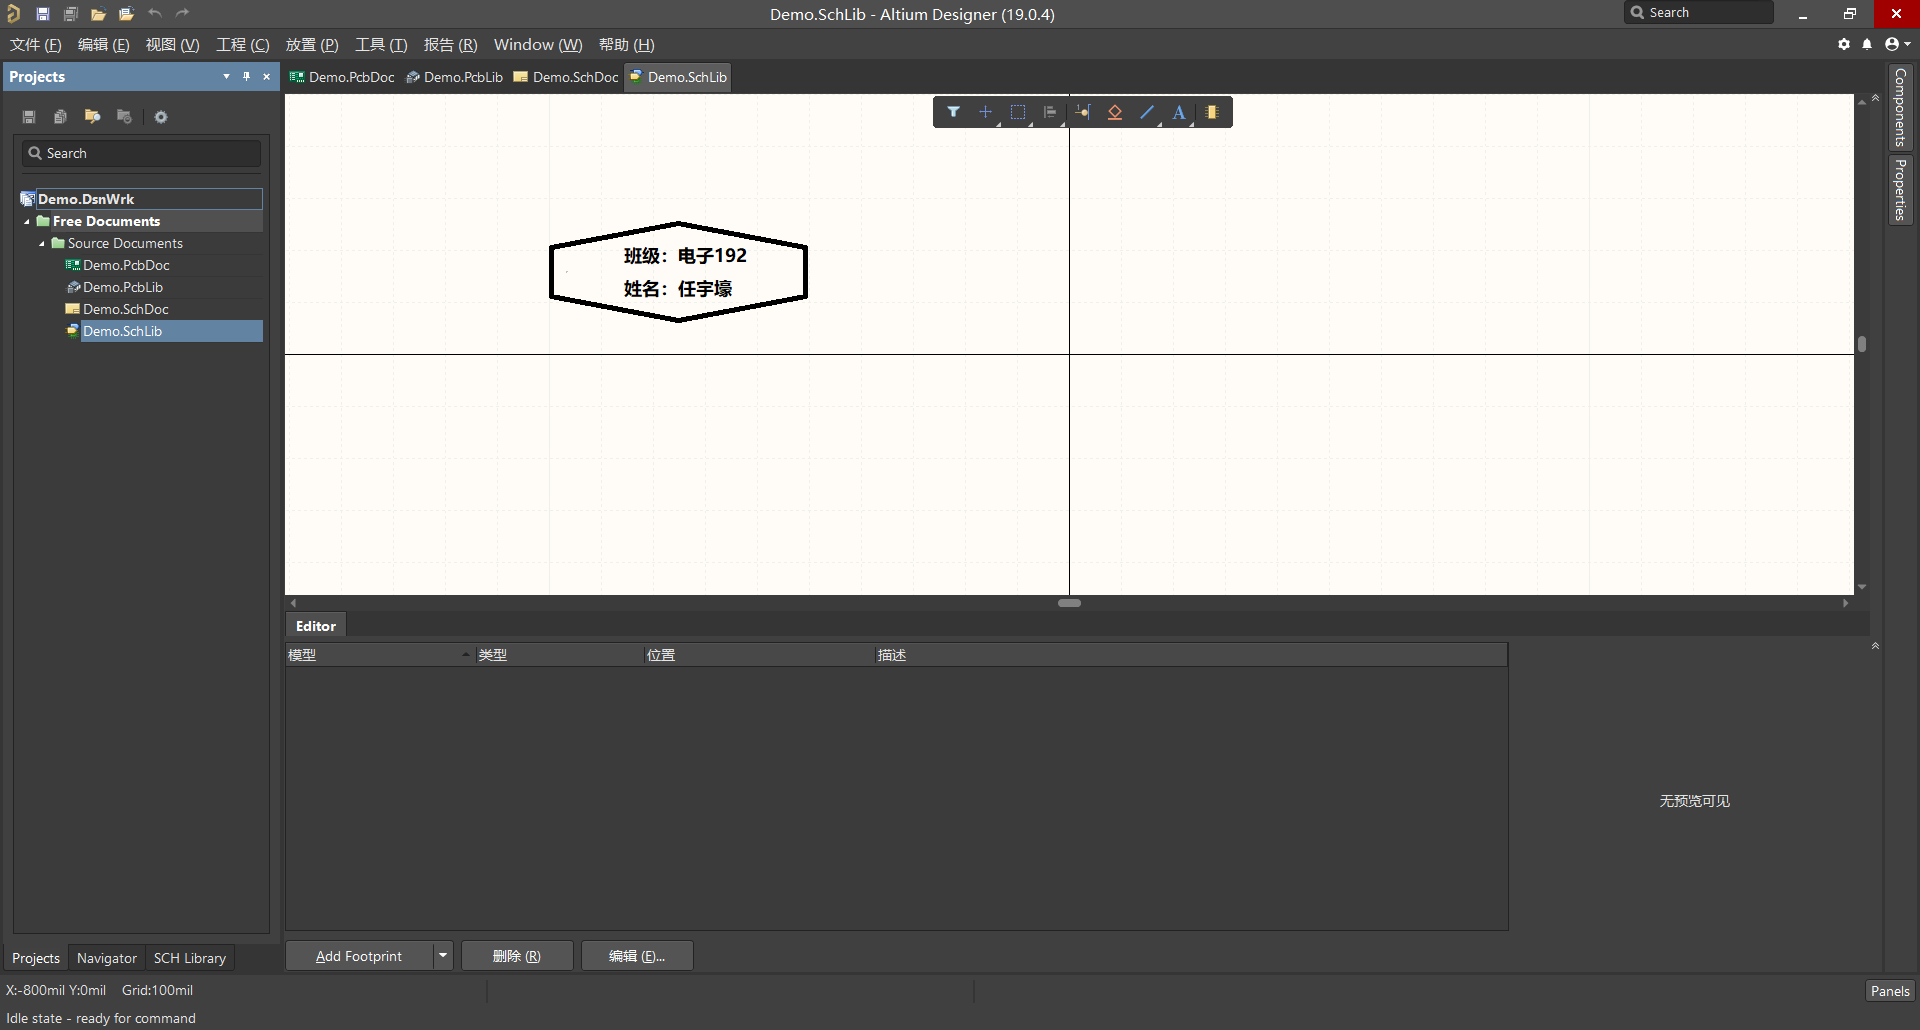 Demo.SchLib - Altium Designer (19.0.4)
Search
文件 (F) 编辑 (E) 视图 (V) 工程 (C) 放置 (P) 工具 (T) 报告 (R) Window (W) 帮助 (H)
Projects
Demo.PcbDoc Demo.PcbLib Demo.SchDoc Demo.SchLib
Search
Demo.DsnWrk
Free Documents
Source Documents
Demo.PcbDoc
Demo.PcbLib
Demo.SchDoc
Demo.SchLib
A
班级：电子192
姓名：任宇壕
Components
Properties
Editor
模型 类型 位置 描述
无预览可见
Add Footprint 删除 (R) 编辑 (E)...
Projects Navigator SCH Library
X:-800mil Y:0mil Grid:100mil
Panels
Idle state - ready for command